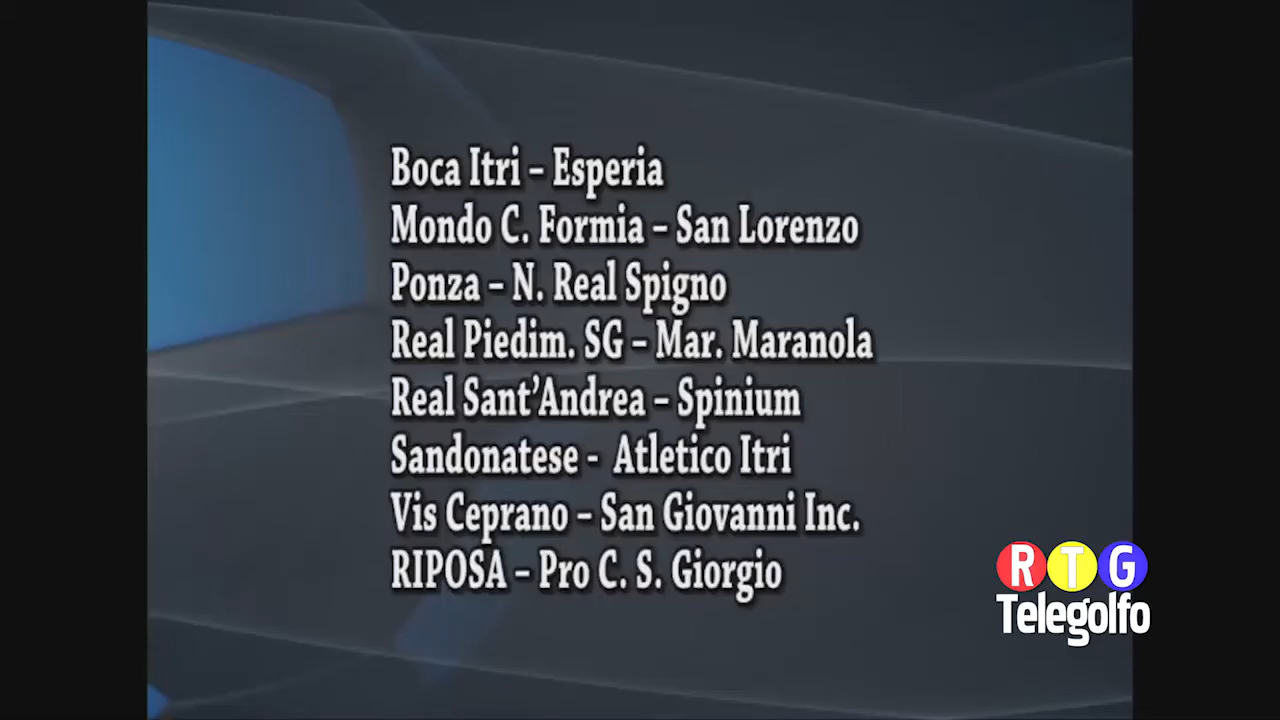 Boca Itri – Esperia
Mondo C. Formia – San Lorenzo
Ponza – N. Real Spigno
Real Piedim. SG – Mar. Maranola
Real Sant’Andrea – Spinium
Sandonatese -  Atletico Itri
Vis Ceprano – San Giovanni Inc.
RIPOSA – Pro C. S. Giorgio
RTG
Telegolfo